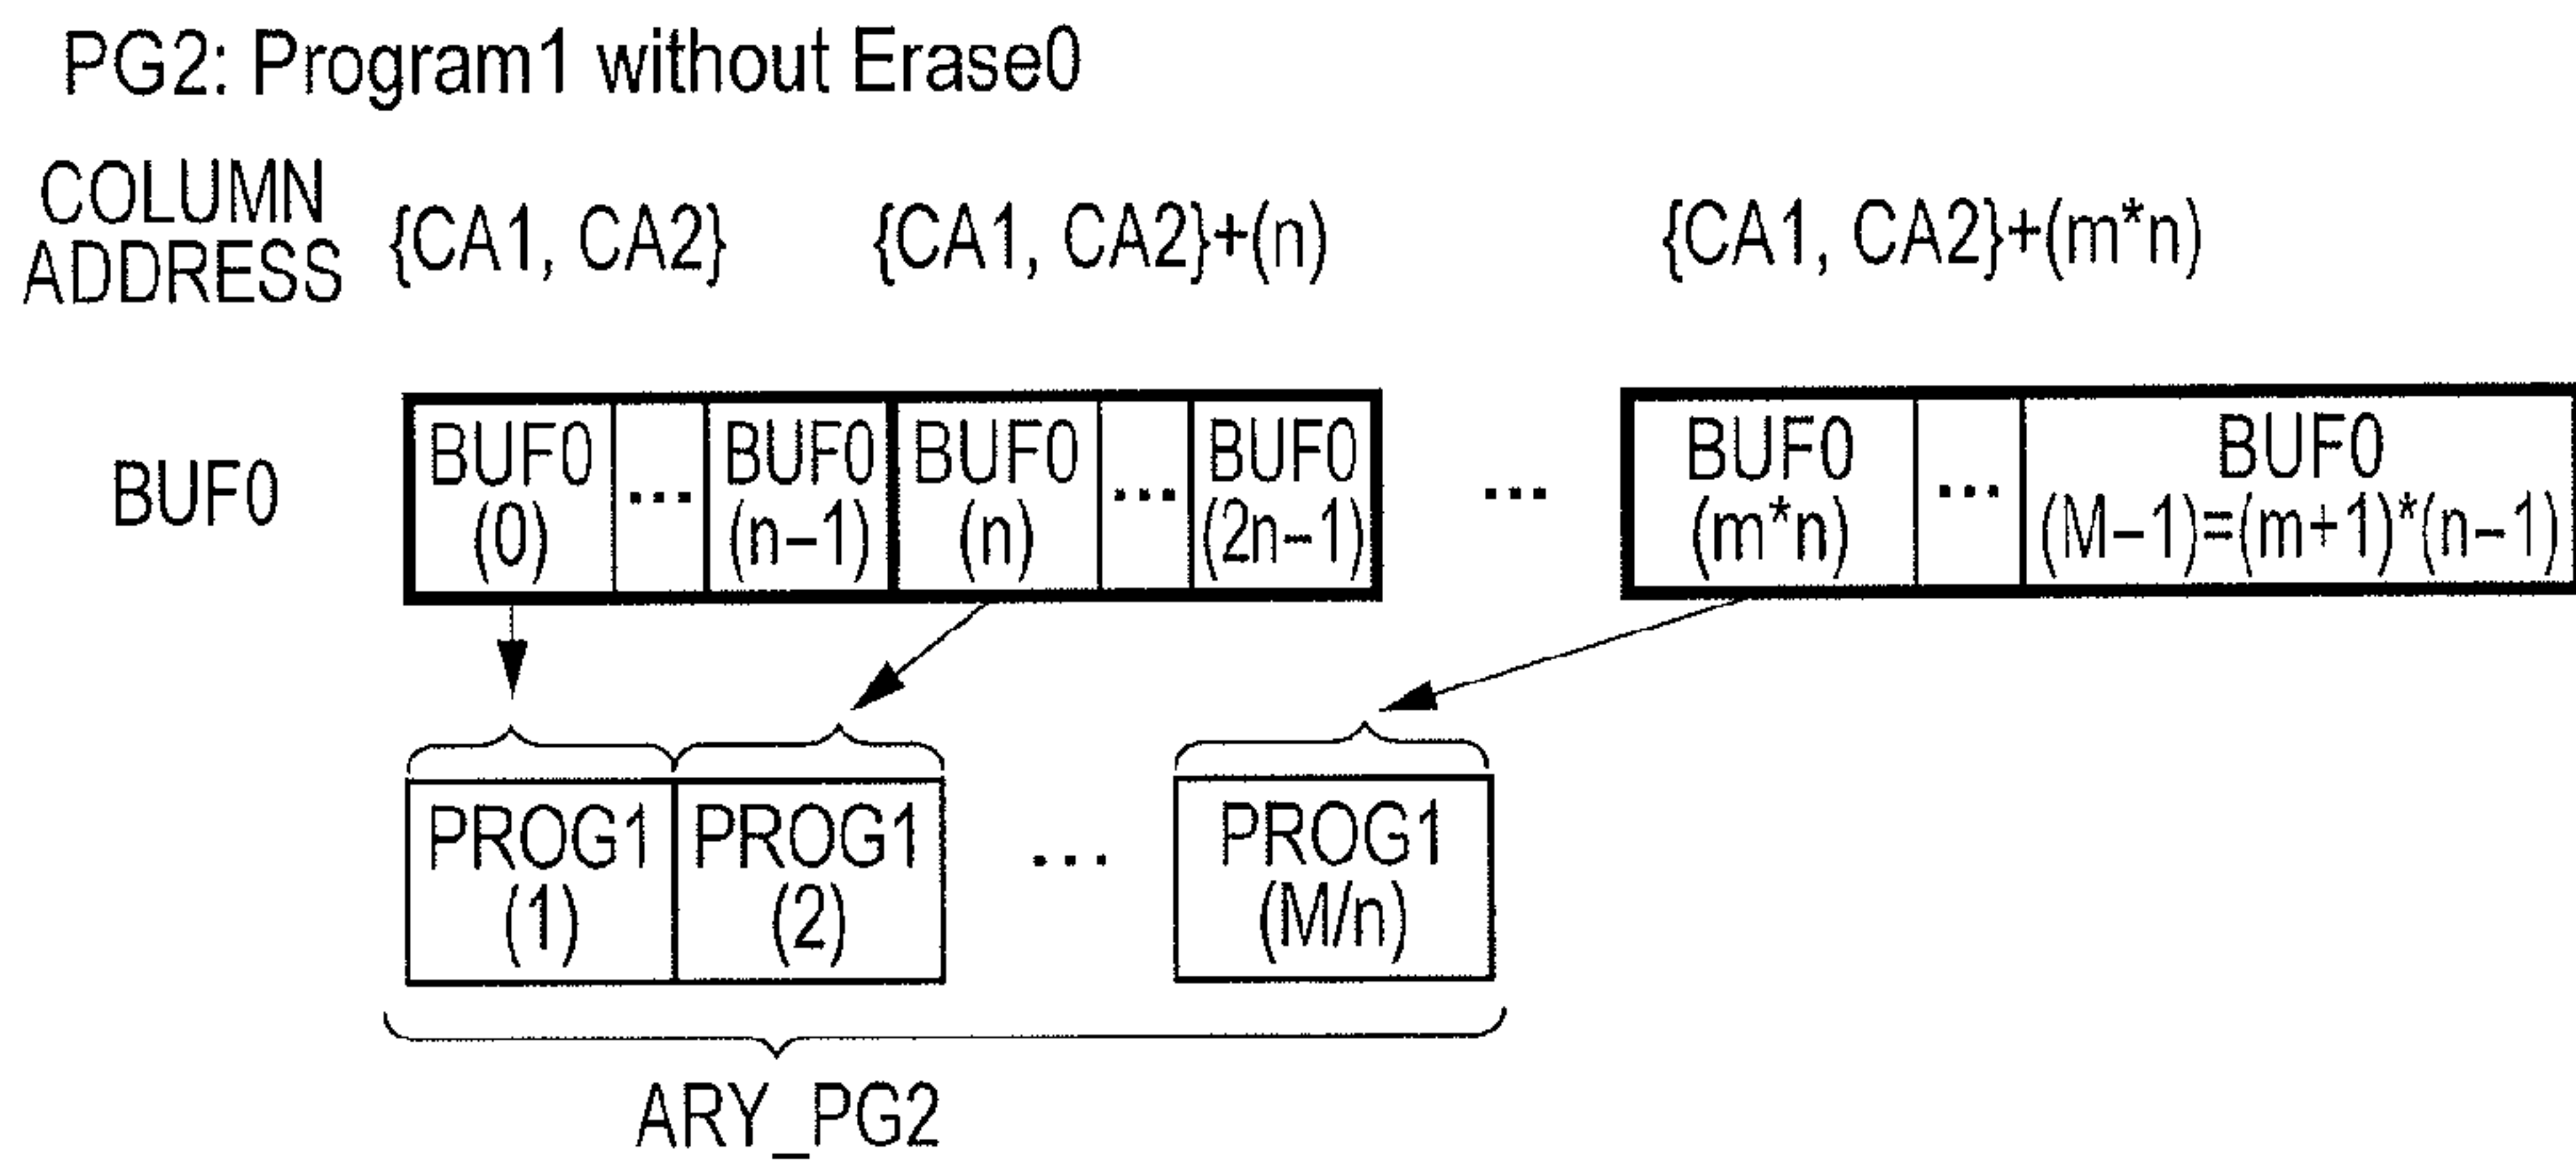 PG2: Program1 without Erase0
COLUMN
ADDRESS
{CA1, CA2} {CA1, CA2}+(n) {CA1, CA2}+(m*n)
BUF0
BUF0 ... BUF0 BUF0 ... BUF0 ... BUF0 ... BUF0
(0) (n−1) (n) (2n−1) (m*n) (M−1)=(m+1)*(n−1)
PROG1 PROG1 ... PROG1
(1) (2) (M/n)
ARY_PG2